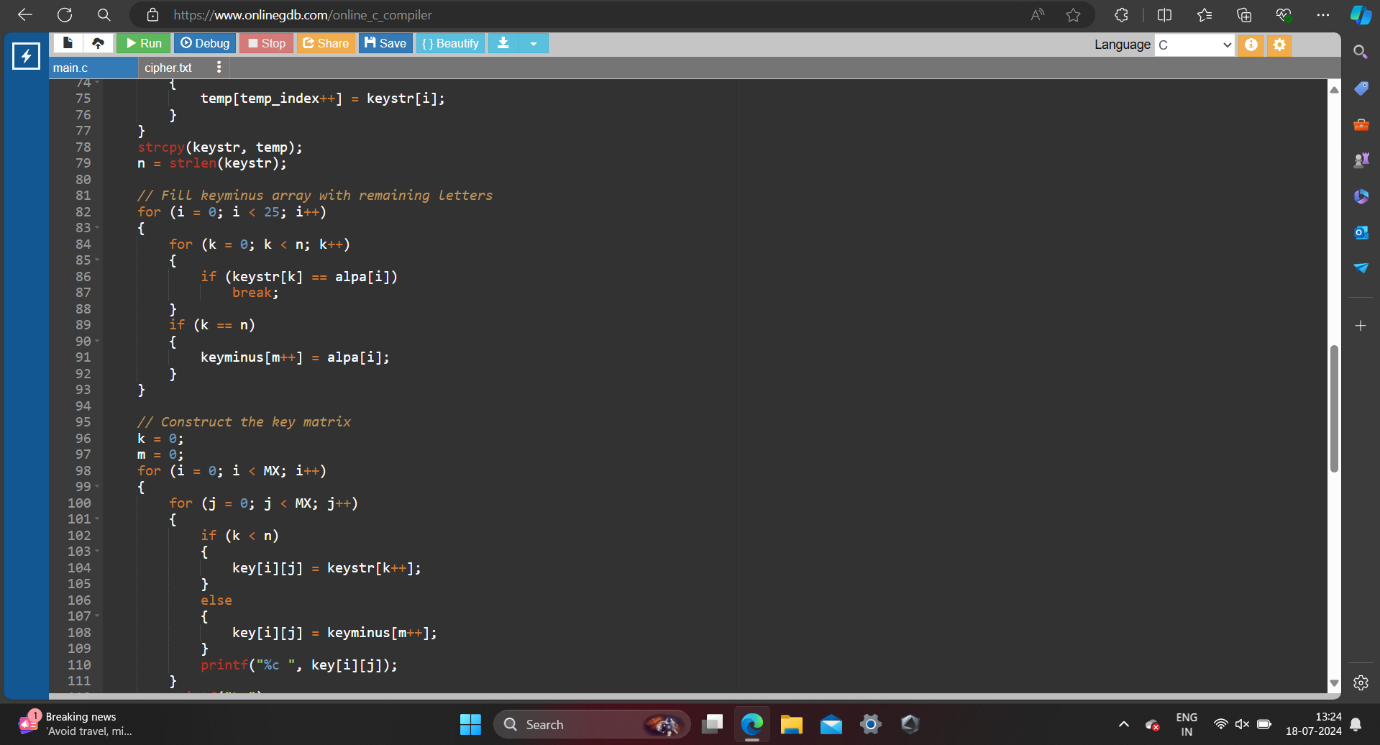 https://www.onlinegdb.com/online_c_compiler
Run Debug Stop Share Save { } Beautify Language C
main.c cipher.txt
74 {
75 temp[temp_index++] = keystr[i];
76 }
77 }
78 strcpy(keystr, temp);
79 n = strlen(keystr);
80
81 // Fill keyminus array with remaining letters
82 for (i = 0; i < 25; i++)
83 {
84 for (k = 0; k < n; k++)
85 {
86 if (keystr[k] == alpa[i])
87 break;
88 }
89 if (k == n)
90 {
91 keyminus[m++] = alpa[i];
92 }
93 }
94
95 // Construct the key matrix
96 k = 0;
97 m = 0;
98 for (i = 0; i < MX; i++)
99 {
100 for (j = 0; j < MX; j++)
101 {
102 if (k < n)
103 {
104 key[i][j] = keystr[k++];
105 }
106 else
107 {
108 key[i][j] = keyminus[m++];
109 }
110 printf("%c ", key[i][j]);
111 }
1
Breaking news
'Avoid travel, mi...
Search
ENG
IN
13:24
18-07-2024